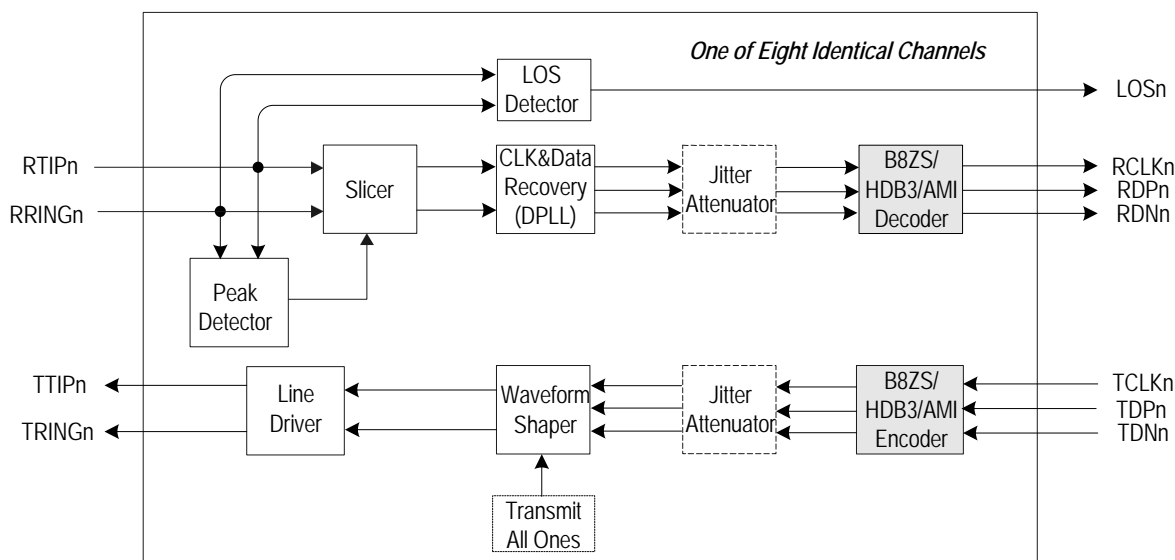 One of Eight Identical Channels
LOS
Detector
LOSn
RTIPn
RRINGn
Slicer
CLK&Data
Recovery
(DPLL)
Jitter
Attenuator
B8ZS/
HDB3/AMI
Decoder
RCLKn
RDPn
RDNn
Peak
Detector
TTIPn
TRINGn
Line
Driver
Waveform
Shaper
Jitter
Attenuator
B8ZS/
HDB3/AMI
Encoder
TCLKn
TDPn
TDNn
Transmit
All Ones